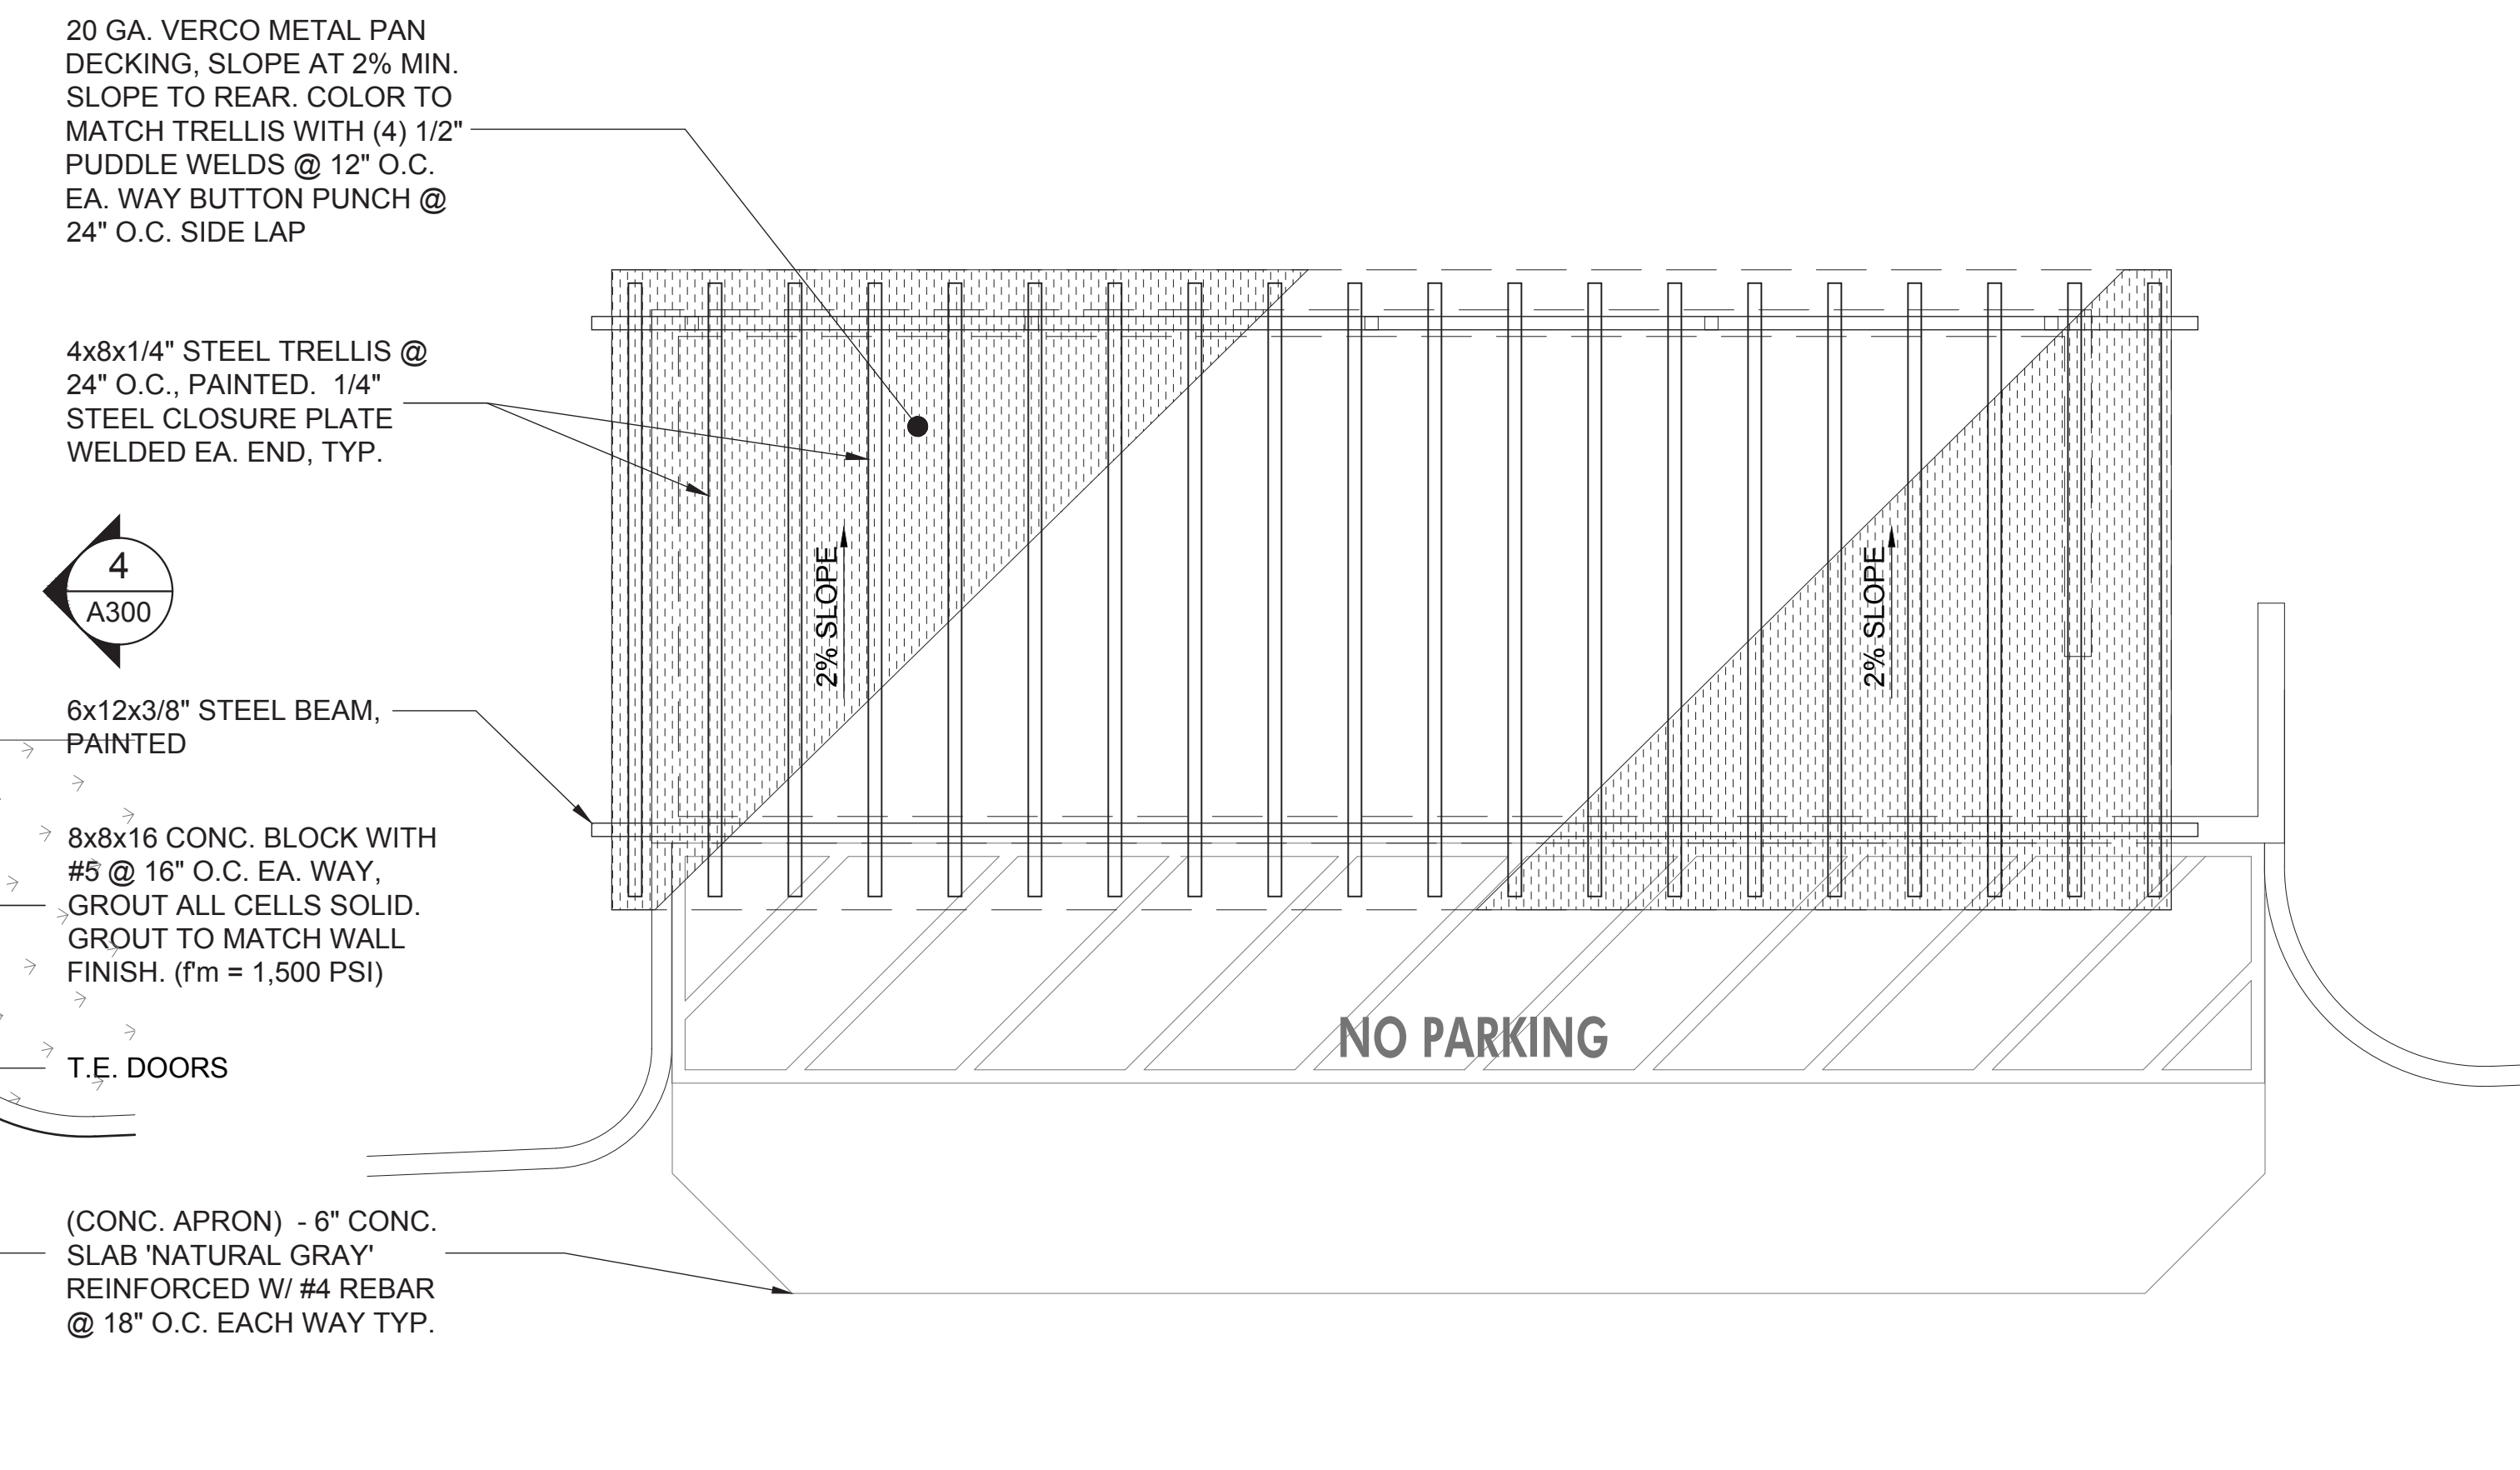 20 GA. VERCO METAL PAN
DECKING, SLOPE AT 2% MIN.
SLOPE TO REAR. COLOR TO
MATCH TRELLIS WITH (4) 1/2"
PUDDLE WELDS @ 12" O.C.
EA. WAY BUTTON PUNCH @
24" O.C. SIDE LAP
4x8x1/4" STEEL TRELLIS @
24" O.C., PAINTED. 1/4"
STEEL CLOSURE PLATE
WELDED EA. END, TYP.
4
A300
2% SLOPE
2% SLOPE
6x12x3/8" STEEL BEAM,
PAINTED
8x8x16 CONC. BLOCK WITH
#5 @ 16" O.C. EA. WAY,
GROUT ALL CELLS SOLID.
GROUT TO MATCH WALL
FINISH. (f'm = 1,500 PSI)
NO PARKING
T.E. DOORS
(CONC. APRON) - 6" CONC.
SLAB 'NATURAL GRAY'
REINFORCED W/ #4 REBAR
@ 18" O.C. EACH WAY TYP.